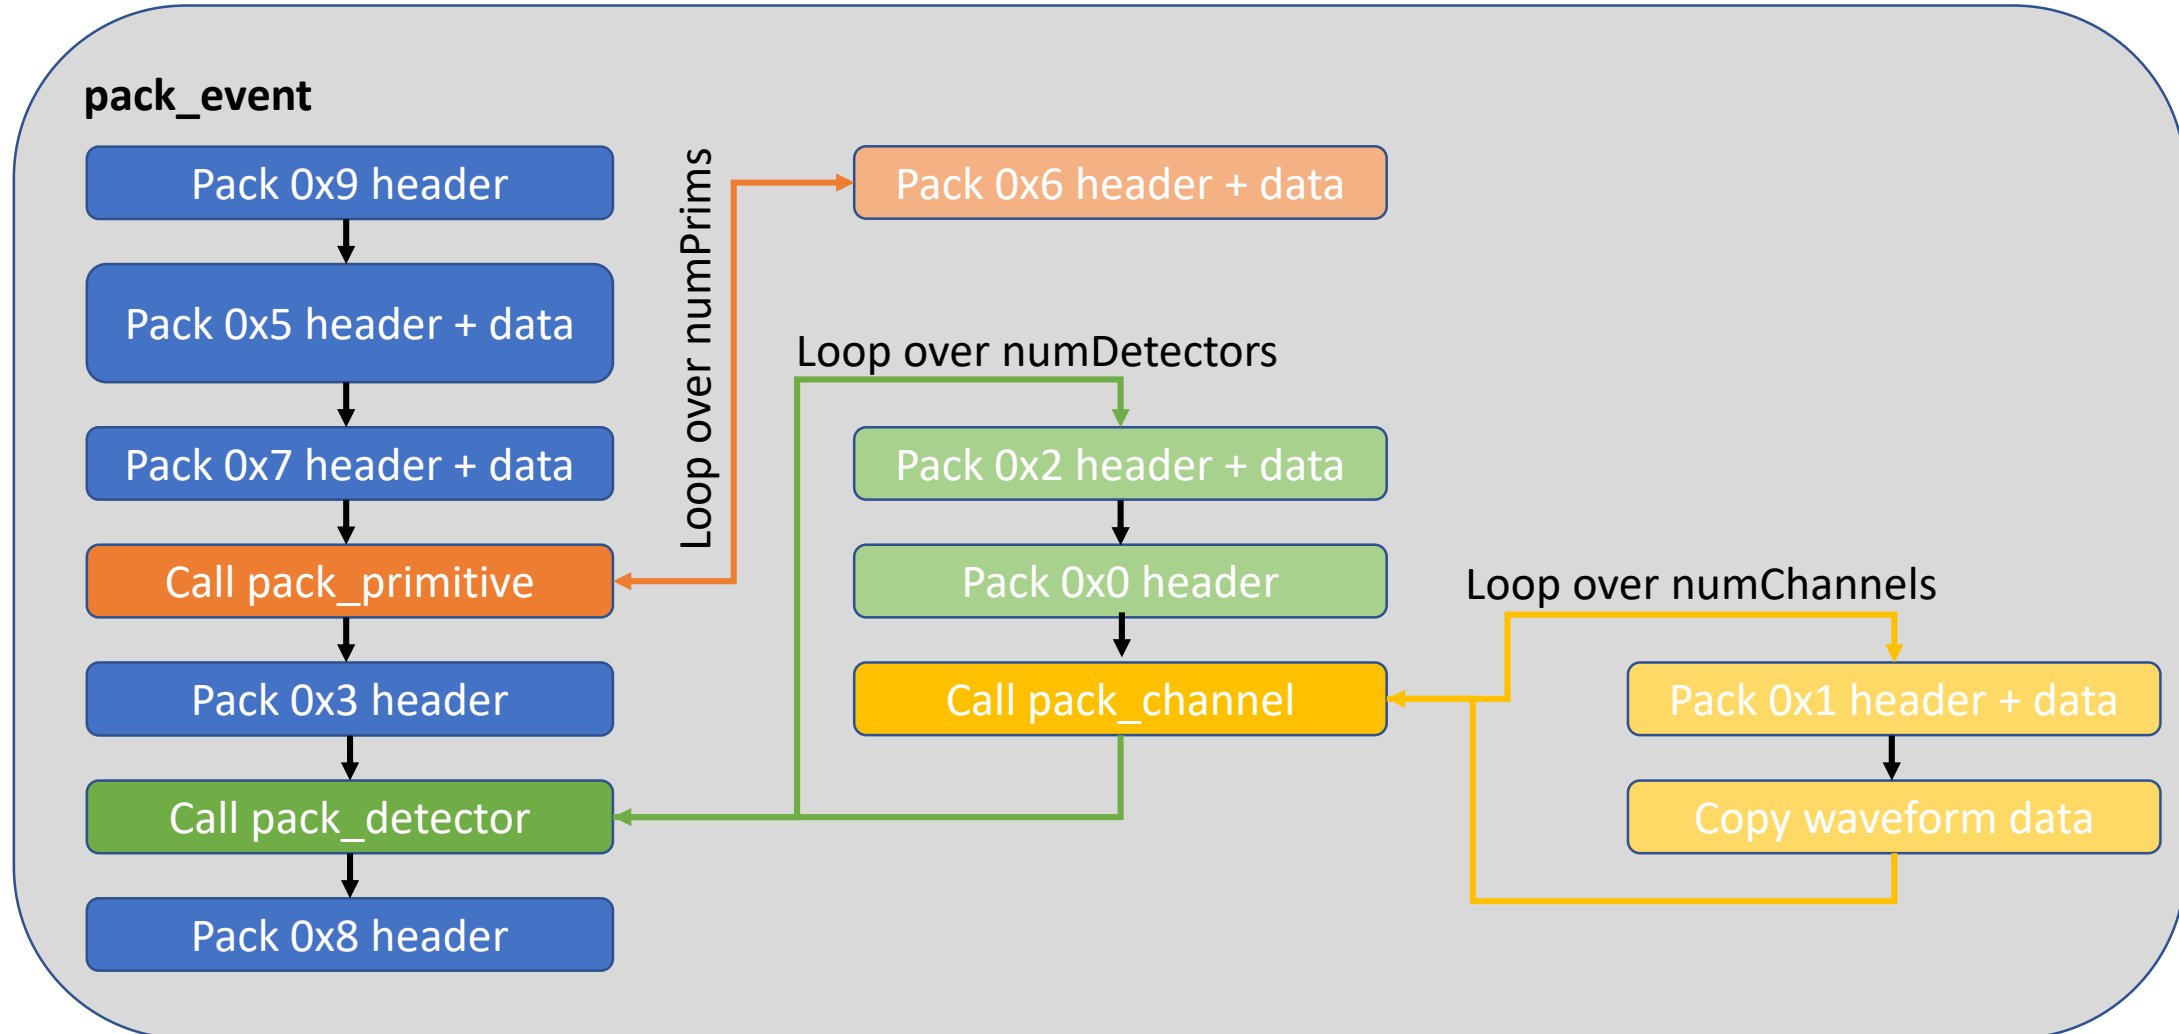 pack_event
Pack 0x9 header
Pack 0x5 header + data
Pack 0x7 header + data
Call pack_primitive
Pack 0x3 header
Call pack_detector
Pack 0x8 header
Loop over numPrims
Pack 0x6 header + data
Loop over numDetectors
Pack 0x2 header + data
Pack 0x0 header
Call pack_channel
Loop over numChannels
Pack 0x1 header + data
Copy waveform data